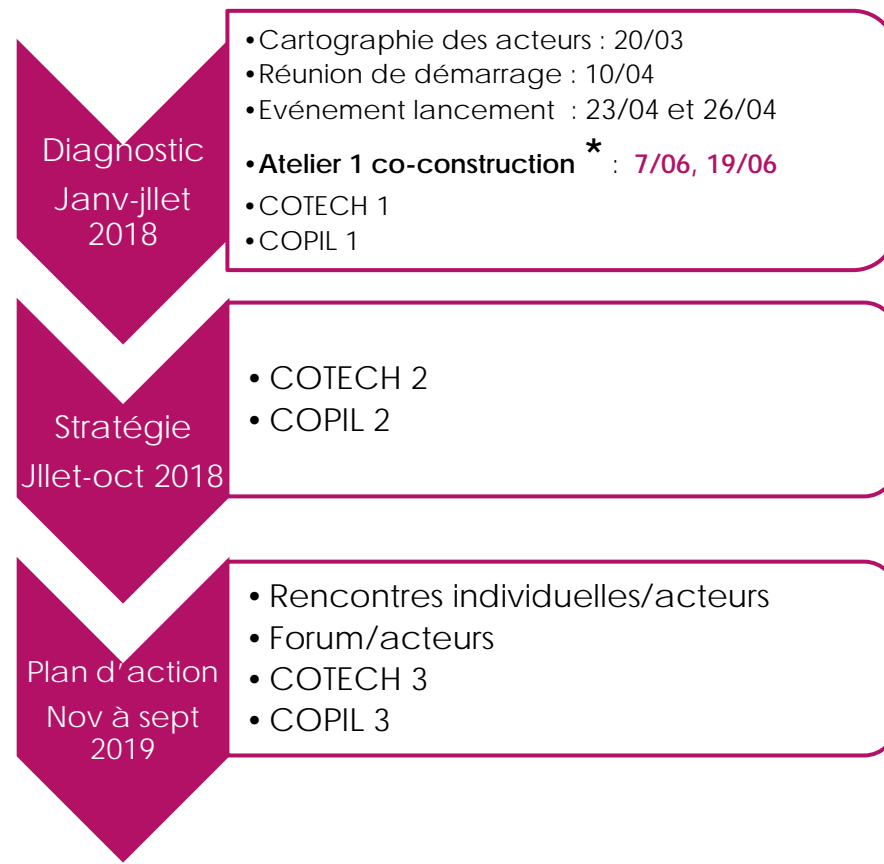 Diagnostic
Janv-jllet
2018
•Cartographie des acteurs : 20/03
•Réunion de démarrage : 10/04
•Evénement lancement : 23/04 et 26/04
•Atelier 1 co-construction * : 7/06, 19/06
•COTECH 1
•COPIL 1
Stratégie
Jllet-oct 2018
• COTECH 2
• COPIL 2
Plan d’action
Nov à sept
2019
• Rencontres individuelles/acteurs
• Forum/acteurs
• COTECH 3
• COPIL 3